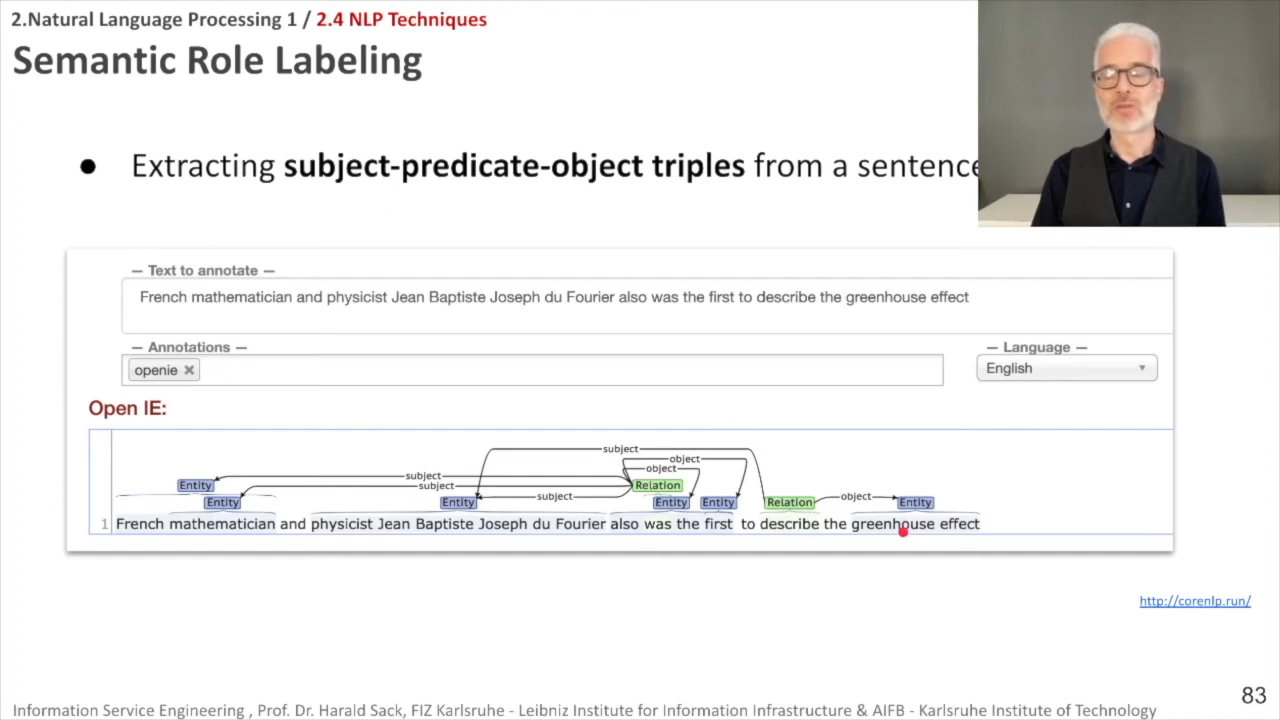 2.Natural Language Processing 1 / 2.4 NLP Techniques
Semantic Role Labeling
● Extracting subject-predicate-object triples from a sentence
— Text to annotate —
French mathematician and physicist Jean Baptiste Joseph du Fourier also was the first to describe the greenhouse effect
— Annotations —
— Language —
openie ✖
English
Open IE:
subject
object
object
subject
subject
subject
object
Entity
Relation
Entity
Entity
Entity
Entity
Relation
Entity
1 French mathematician and physicist Jean Baptiste Joseph du Fourier also was the first to describe the greenhouse effect
http://corenlp.run/
83
Information Service Engineering , Prof. Dr. Harald Sack, FIZ Karlsruhe - Leibniz Institute for Information Infrastructure & AIFB - Karlsruhe Institute of Technology